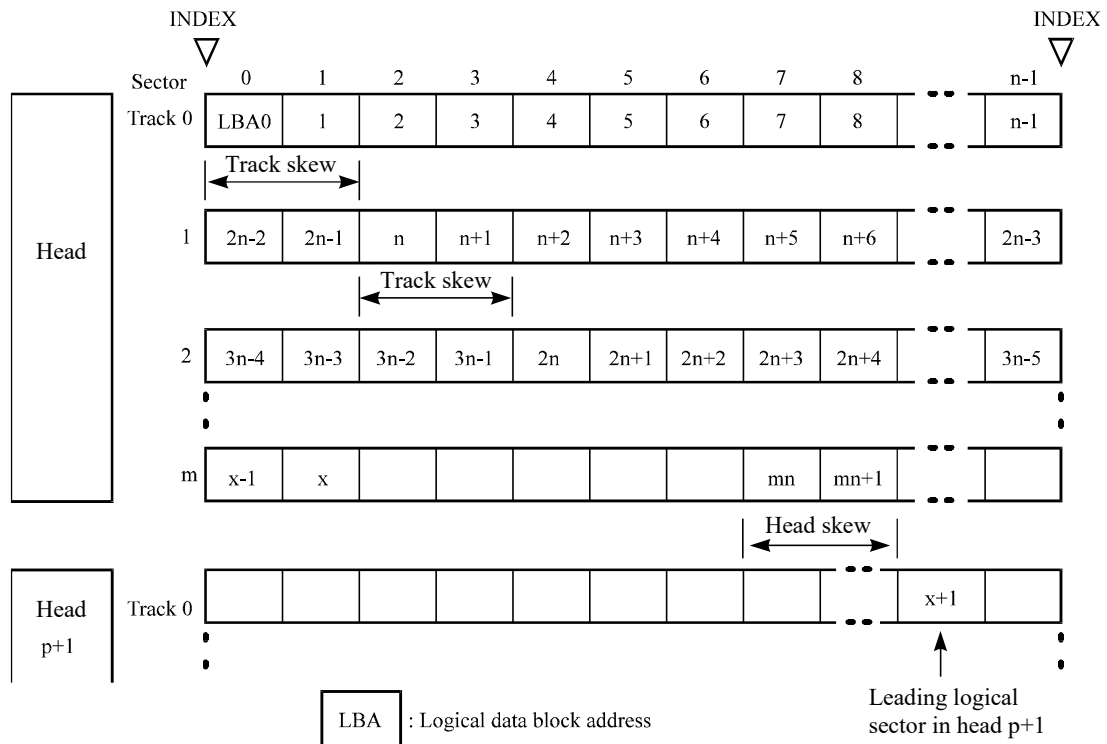 INDEX INDEX
Sector 0 1 2 3 4 5 6 7 8 n-1
Track 0 LBA0 1 2 3 4 5 6 7 8 n-1
Track skew
Head 1 2n-2 2n-1 n n+1 n+2 n+3 n+4 n+5 n+6 2n-3
Track skew
2 3n-4 3n-3 3n-2 3n-1 2n 2n+1 2n+2 2n+3 2n+4 3n-5
m x-1 x mn mn+1
Head skew
Head Track 0 x+1
p+1
Leading logical
sector in head p+1
LBA : Logical data block address